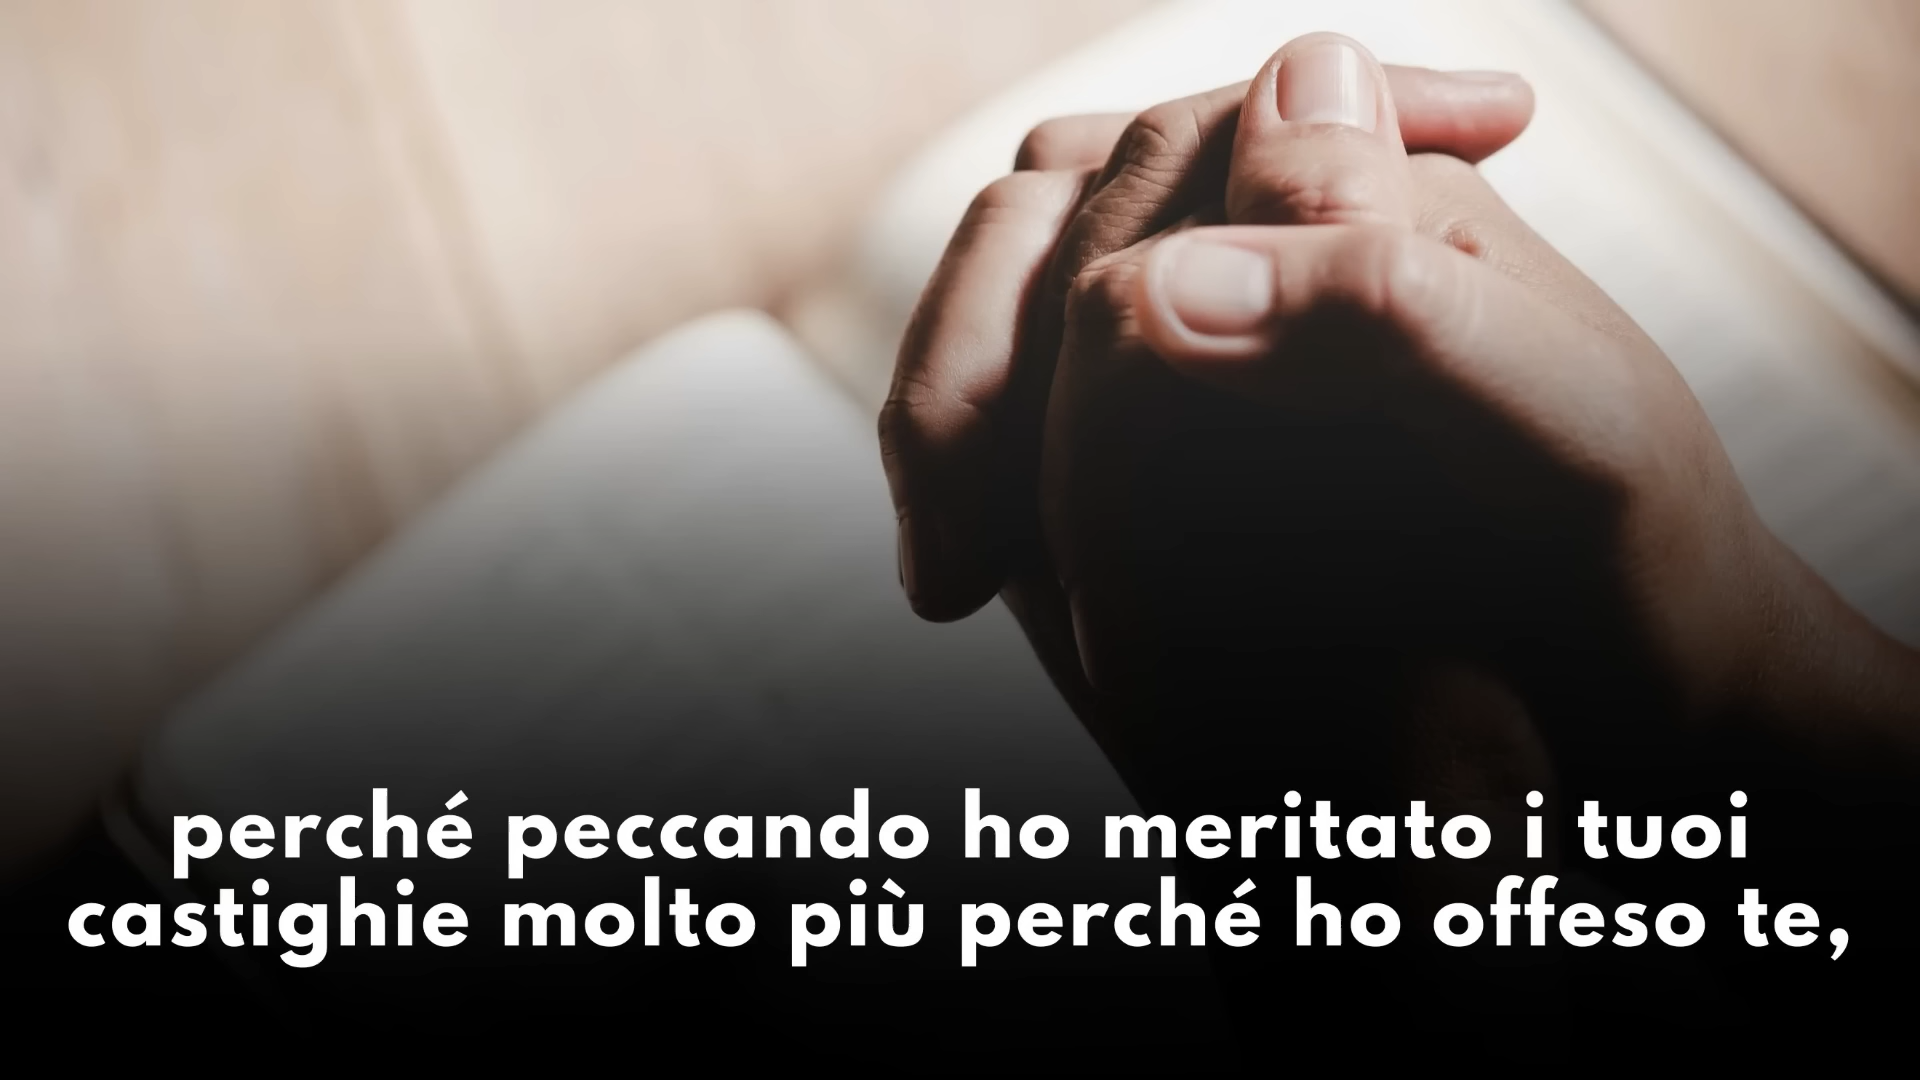 perché peccando ho meritato i tuoi
castighie molto più perché ho offeso te,